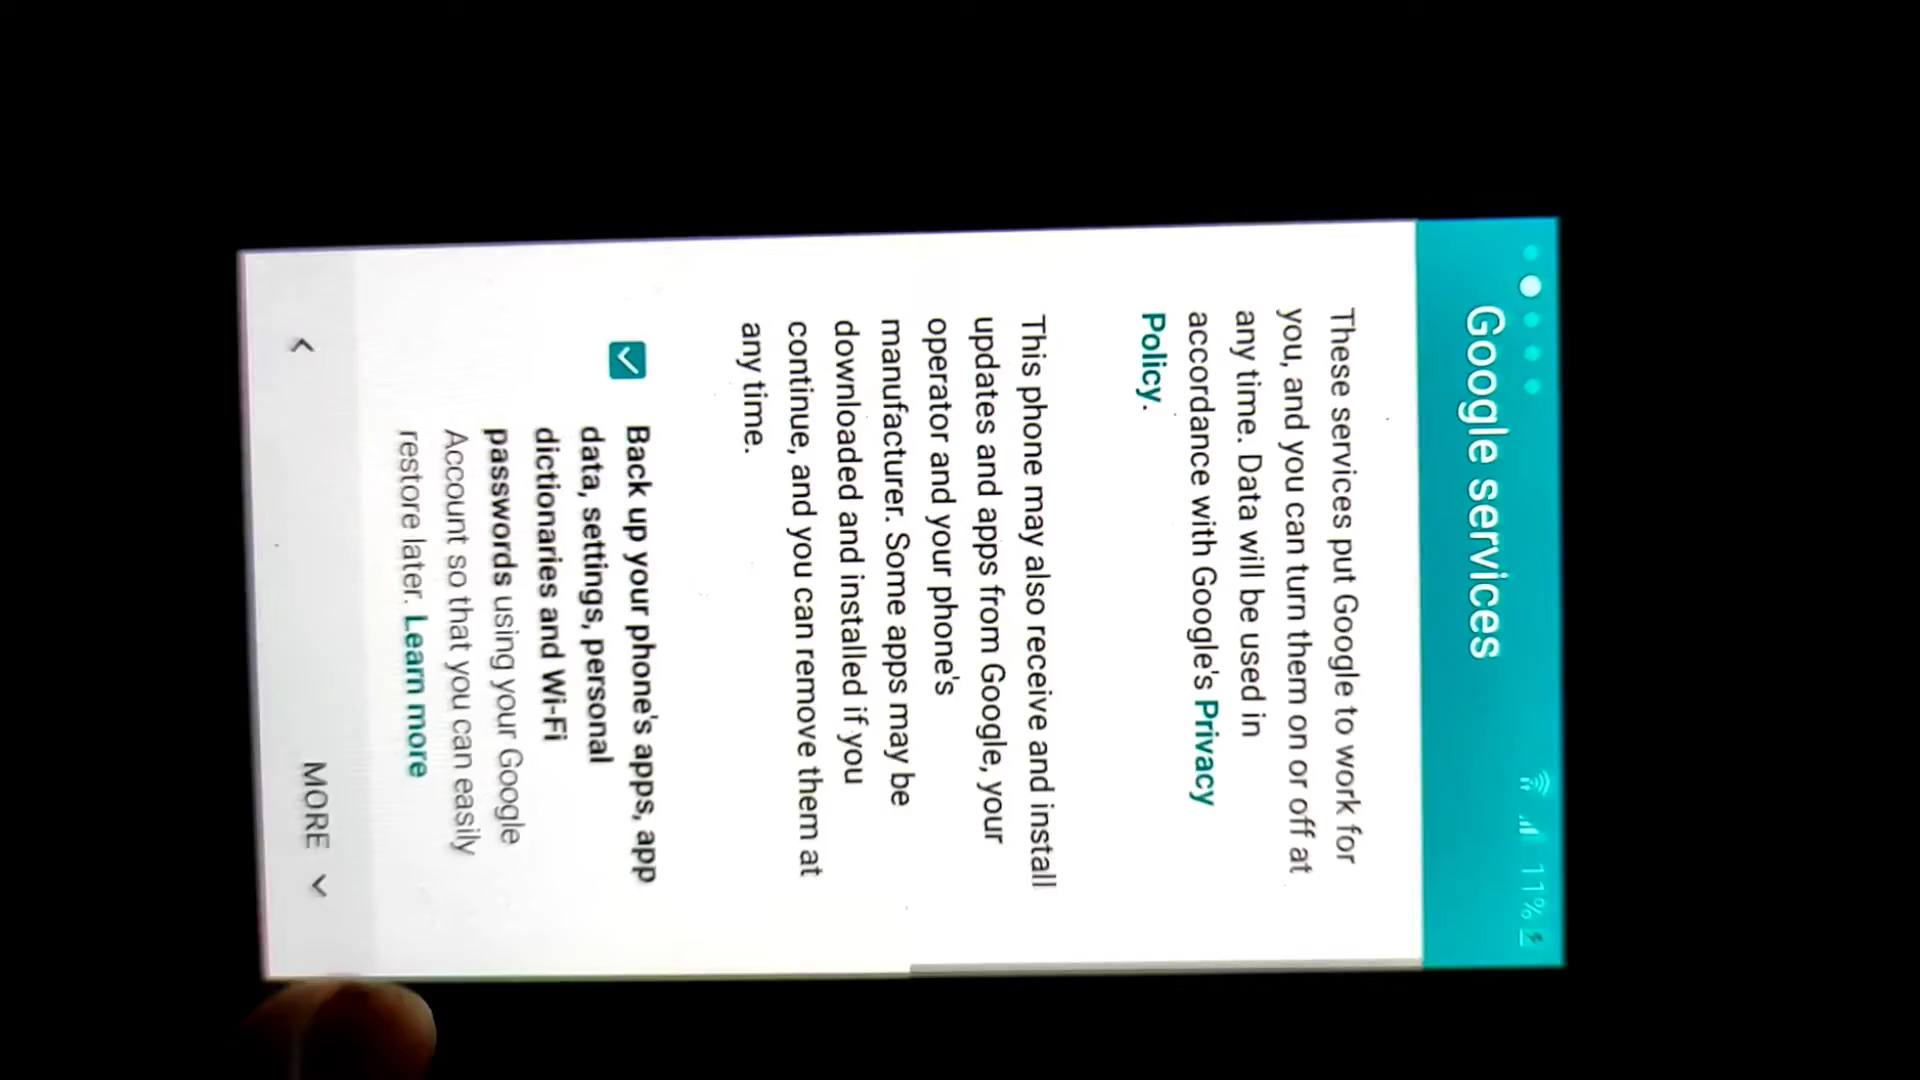 11%
Google services
These services put Google to work for
you, and you can turn them on or off at
any time. Data will be used in
accordance with Google's Privacy
Policy.
This phone may also receive and install
updates and apps from Google, your
operator and your phone's
manufacturer. Some apps may be
downloaded and installed if you
continue, and you can remove them at
any time.
Back up your phone's apps, app
data, settings, personal
dictionaries and Wi-Fi
passwords using your Google
Account so that you can easily
restore later. Learn more
MORE